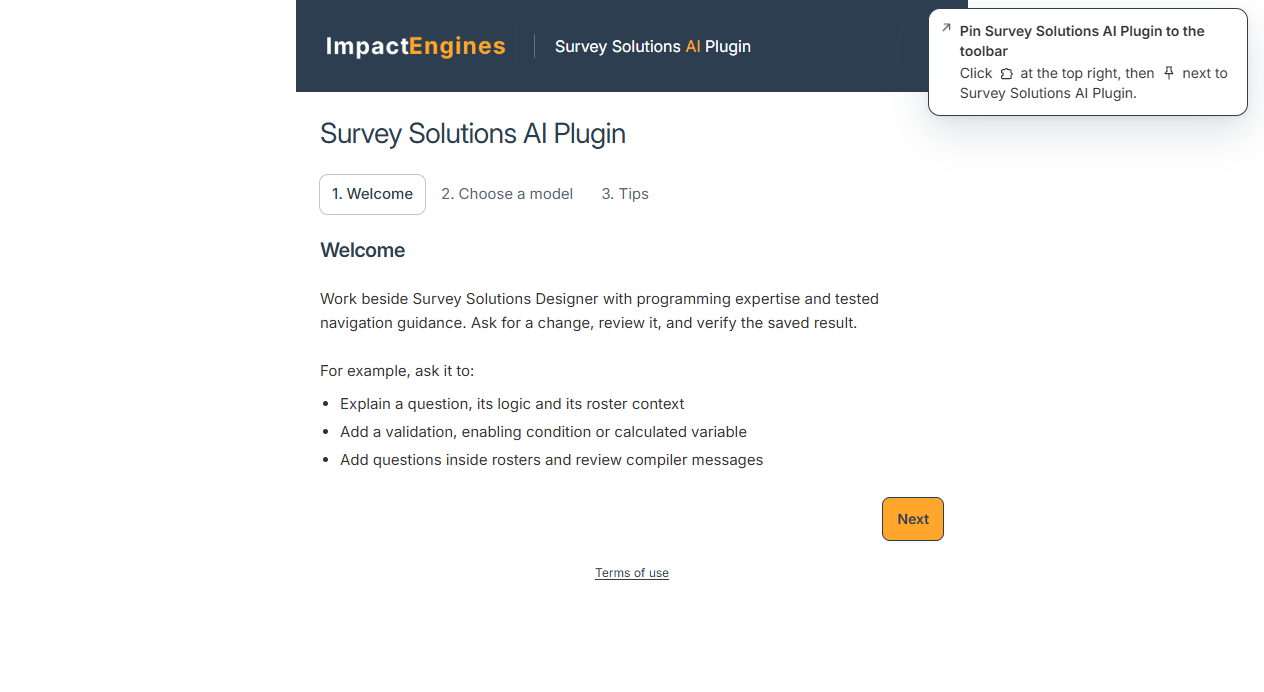 ImpactEngines
Survey Solutions AI Plugin
Pin Survey Solutions AI Plugin to the
toolbar
Click at the top right, then next to
Survey Solutions AI Plugin.
Survey Solutions AI Plugin
1. Welcome
2. Choose a model
3. Tips
Welcome
Work beside Survey Solutions Designer with programming expertise and tested
navigation guidance. Ask for a change, review it, and verify the saved result.
For example, ask it to:
• Explain a question, its logic and its roster context
• Add a validation, enabling condition or calculated variable
• Add questions inside rosters and review compiler messages
Next
Terms of use